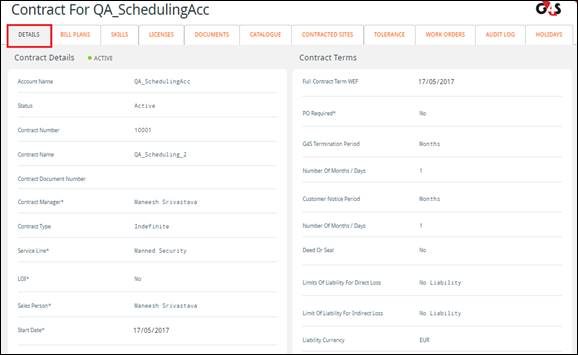 Contract For QA_SchedulingAcc
G4S
DETAILS BILL PLANS SKILLS LICENSES DOCUMENTS CATALOGUE CONTRACTED SITES TOLERANCE WORK ORDERS AUDIT LOG HOLIDAYS
Contract Details ACTIVE
Account Name QA_SchedulingAcc
Status Active
Contract Number 10001
Contract Name QA_Scheduling_2
Contract Document Number
Contract Manager* Maneesh Srivastava
Contract Type Indefinite
Service Line* Manned Security
LOI* No
Sales Person* Maneesh Srivastava
Start Date* 17/05/2017
Contract Terms
Full Contract Term WEF 17/05/2017
PO Required* No
G4S Termination Period Months
Number Of Months / Days 1
Customer Notice Period Months
Number Of Months / Days 1
Deed Or Seal No
Limits Of Liability For Direct Loss No Liability
Limit Of Liability For Indirect Loss No Liability
Liability Currency EUR